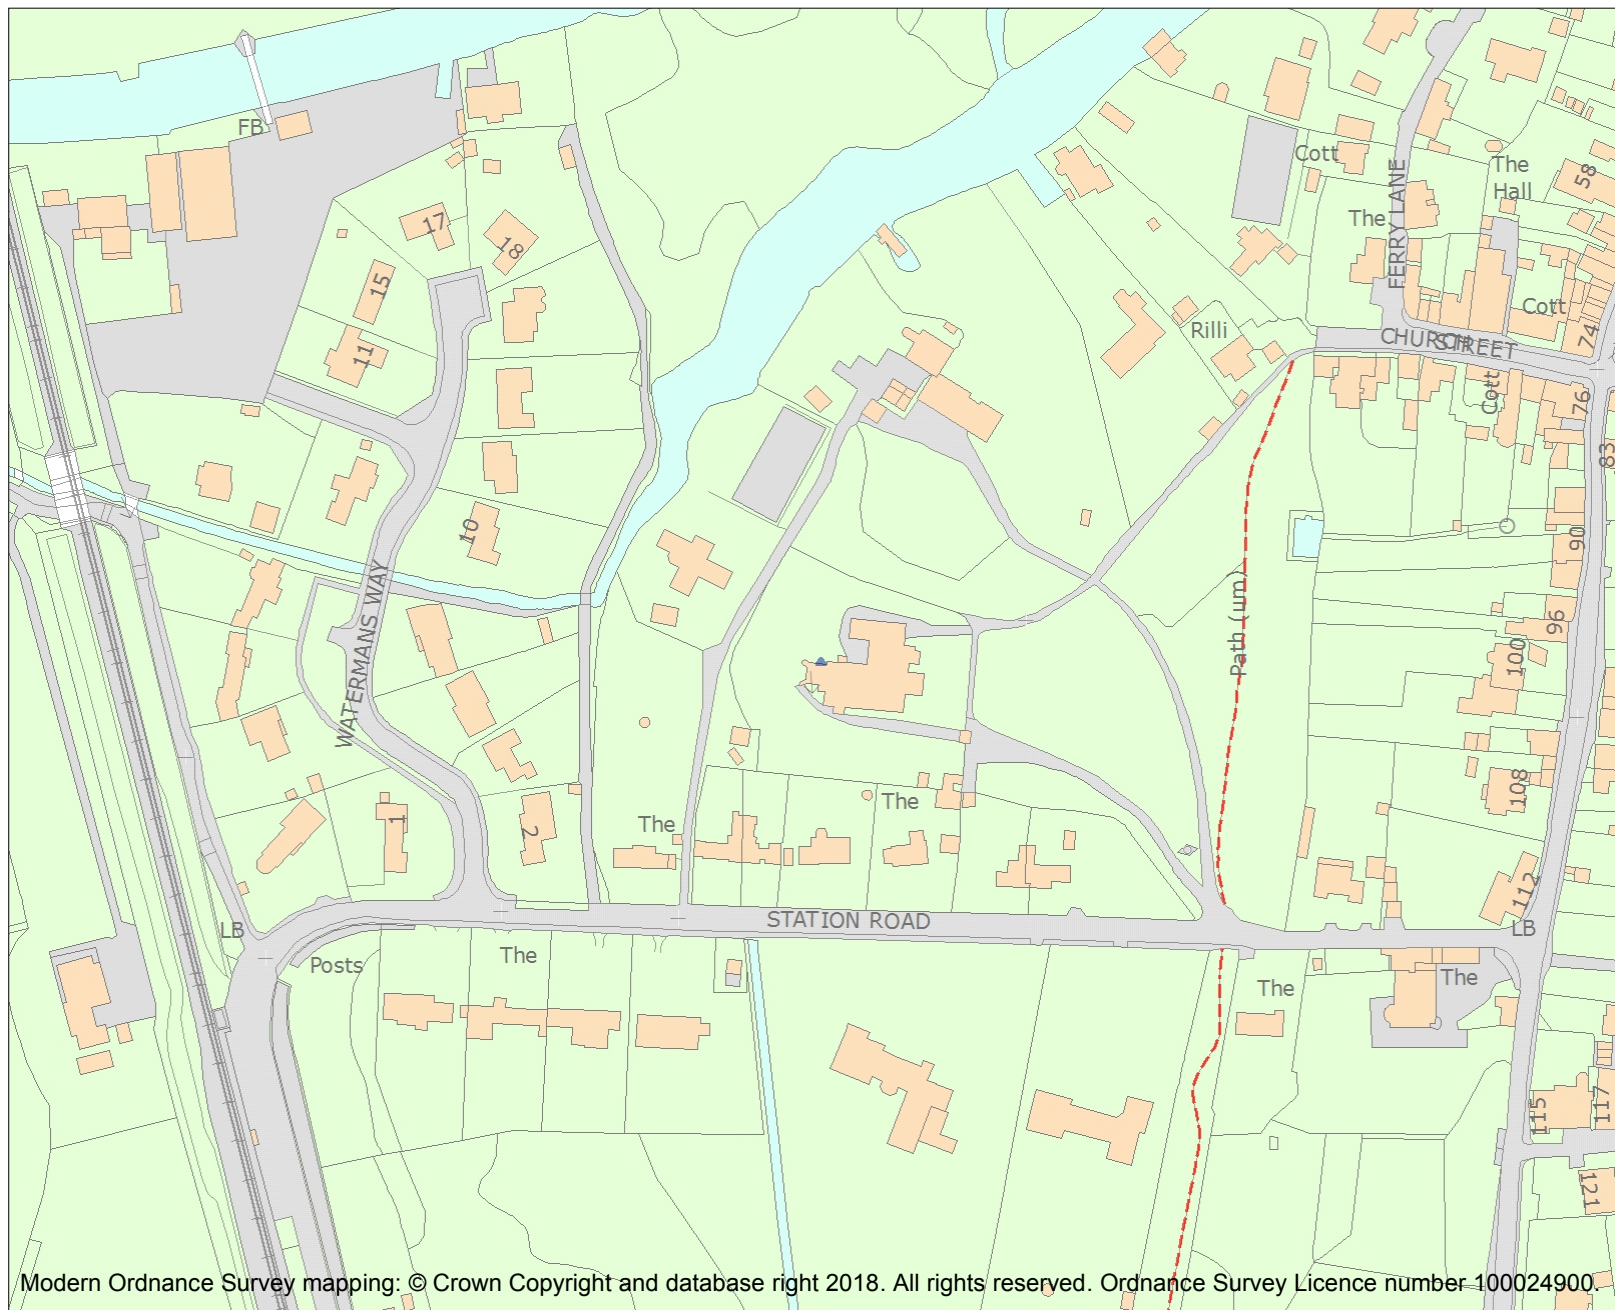 FB
Cott
The
Hall
58
The
FERRY LANE
17
18
15
11
Cott
Rilli
CHURCH
STREET
74
Cott
76
83
10
90
WATERMANS WAY
Path (um)
96
100
108
1
2
The
The
112
LB
STATION ROAD
LB
Posts
The
The
The
115
117
121
Modern Ordnance Survey mapping: © Crown Copyright and database right 2018. All rights reserved. Ordnance Survey Licence number 100024900.